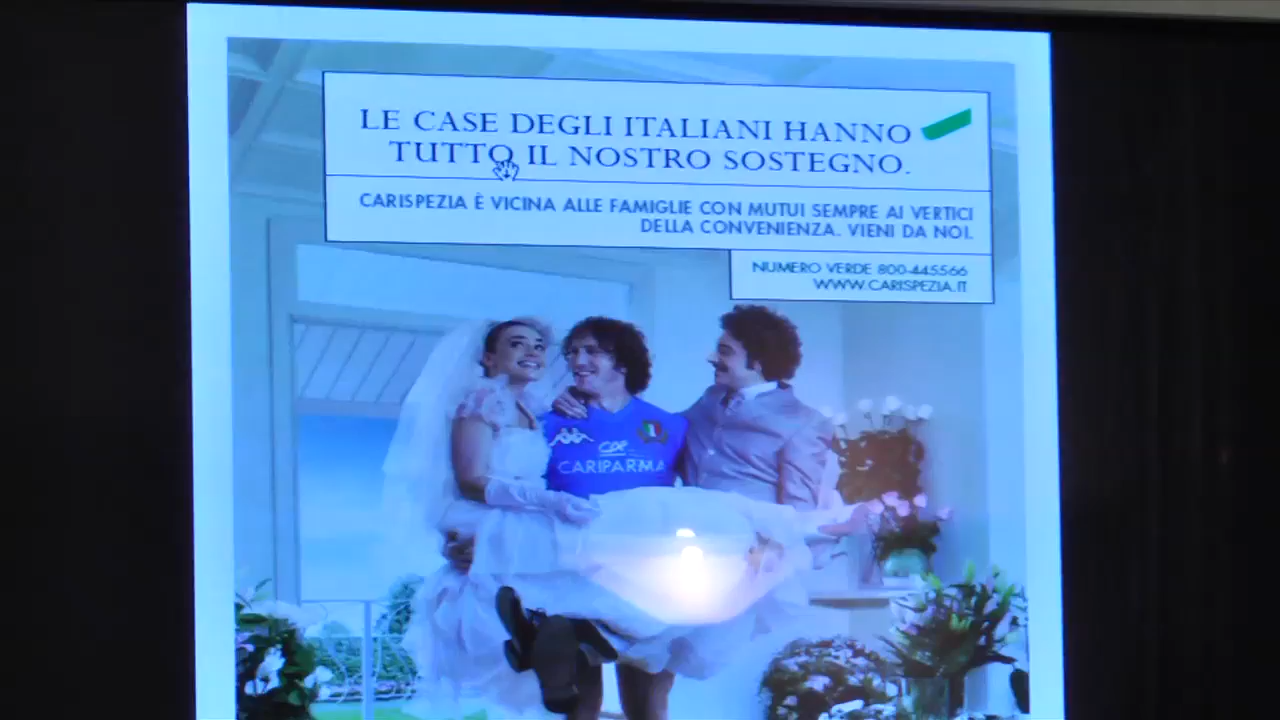 LE CASE DEGLI ITALIANI HANNO
TUTTO IL NOSTRO SOSTEGNO.
CARISPEZIA È VICINA ALLE FAMIGLIE CON MUTUI SEMPRE AI VERTICI
DELLA CONVENIENZA. VIENI DA NOI.
NUMERO VERDE 800-445566
WWW.CARISPEZIA.IT
CARIPARMA